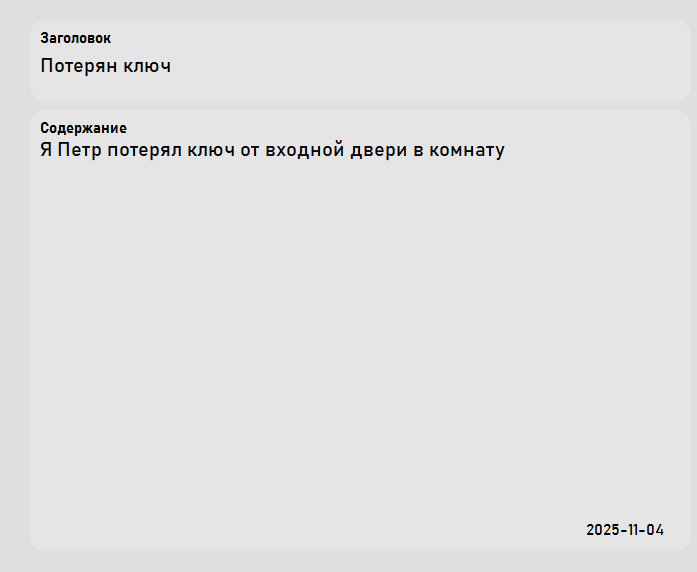 Заголовок
Потерян ключ
Содержание
Я Петр потерял ключ от входной двери в комнату
2025-11-04